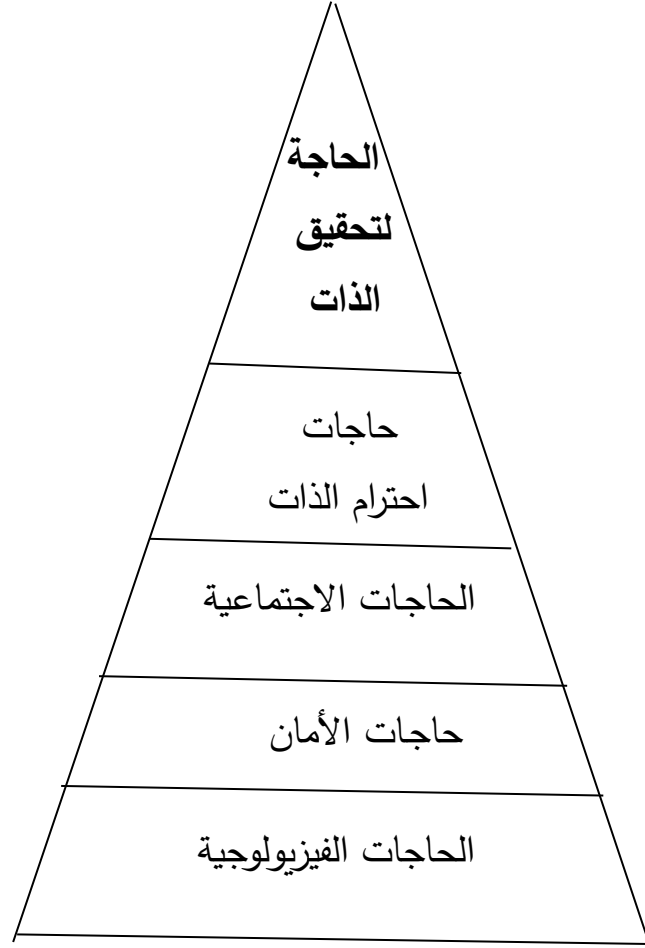 الحاجة
لتحقيق
الذات
حاجات
احترام الذات
الحاجات الاجتماعية
حاجات الأمان
الحاجات الفيزيولوجية